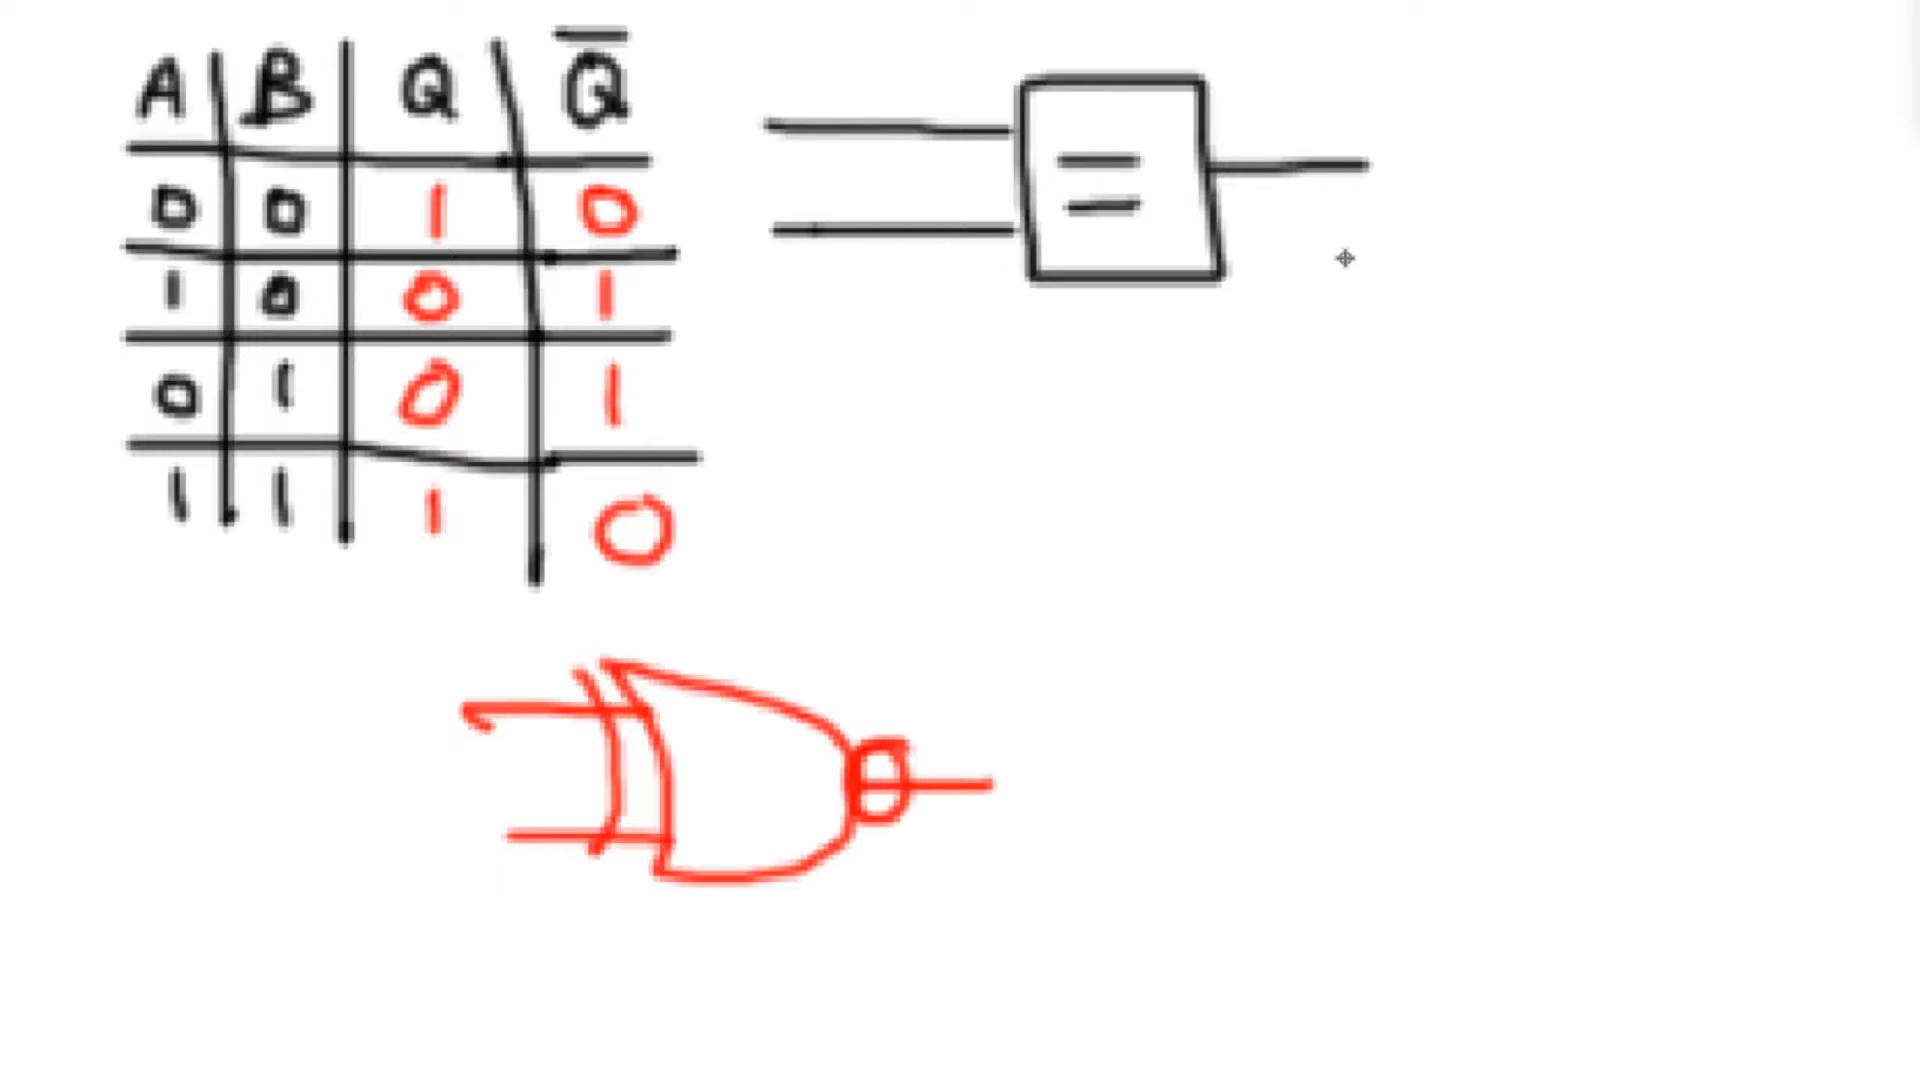 A B Q Q̅
0 0 1 0
1 0 0 1
0 1 0 1
1 1 1 0
=